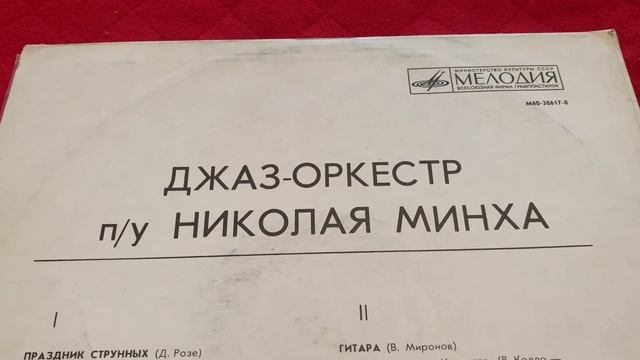 МИНИСТЕРСТВО КУЛЬТУРЫ СССР
МЕЛОДИЯ
ВСЕСОЮЗНАЯ ФИРМА ГРАМПЛАСТИНОК
М60-38617-8
ДЖАЗ-ОРКЕСТР
п/у НИКОЛАЯ МИНХА
I
II
ПРАЗДНИК СТРУННЫХ (Д. Розе)
ГИТАРА (В. Миронов)